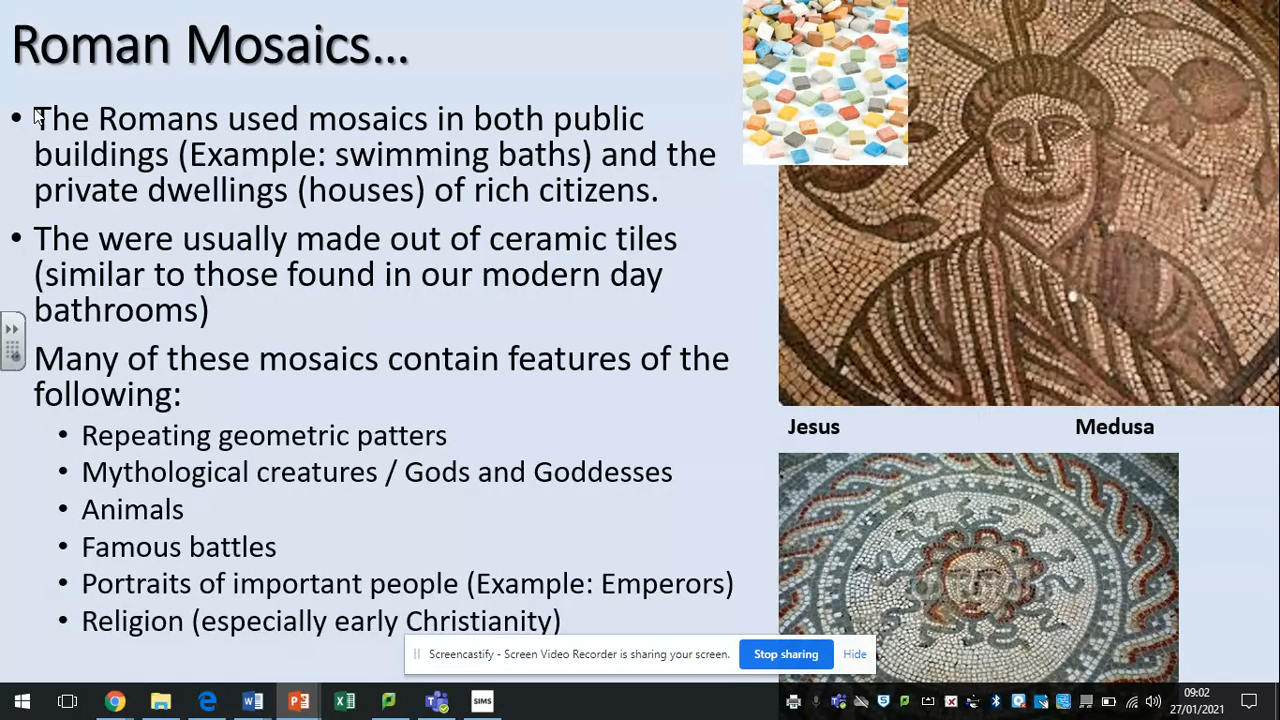 Roman Mosaics...
• The Romans used mosaics in both public
buildings (Example: swimming baths) and the
private dwellings (houses) of rich citizens.
• The were usually made out of ceramic tiles
(similar to those found in our modern day
bathrooms)
Many of these mosaics contain features of the
following:
• Repeating geometric patters
• Mythological creatures / Gods and Goddesses
• Animals
• Famous battles
• Portraits of important people (Example: Emperors)
• Religion (especially early Christianity)
Jesus
Medusa
Screencastify - Screen Video Recorder is sharing your screen.
Stop sharing
Hide
SIMS
09:02
27/01/2021